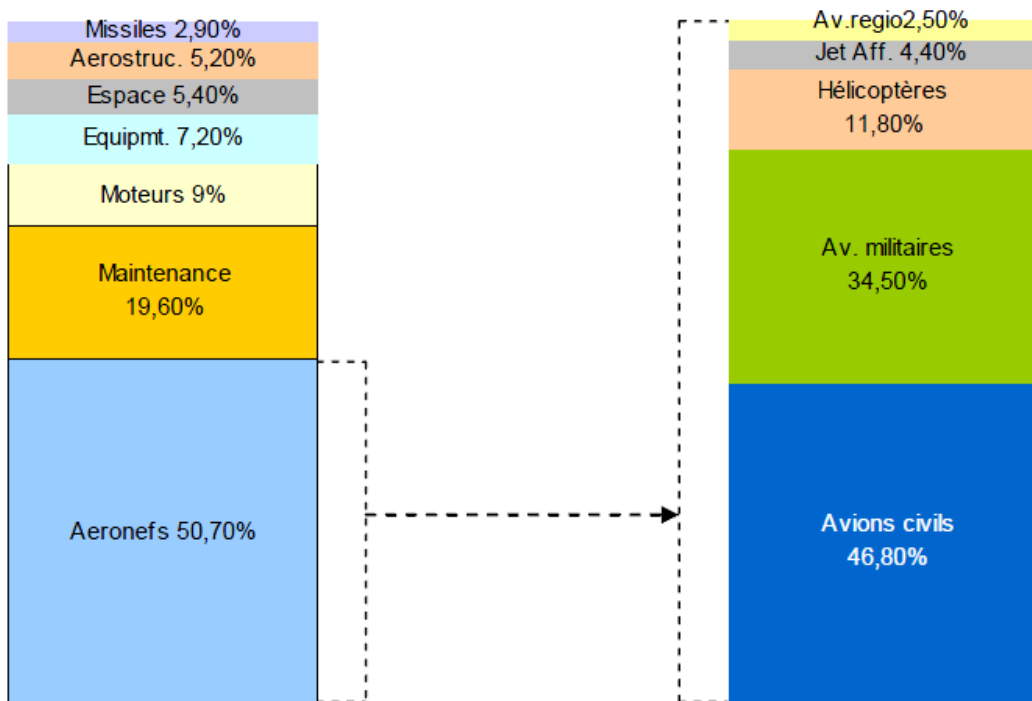 Missiles 2,90%
Aerostruc. 5,20%
Espace 5,40%
Equipmt. 7,20%
Moteurs 9%
Maintenance
19,60%
Aeronefs 50,70%
Av.regio2,50%
Jet Aff. 4,40%
Hélicoptères
11,80%
Av. militaires
34,50%
Avions civils
46,80%